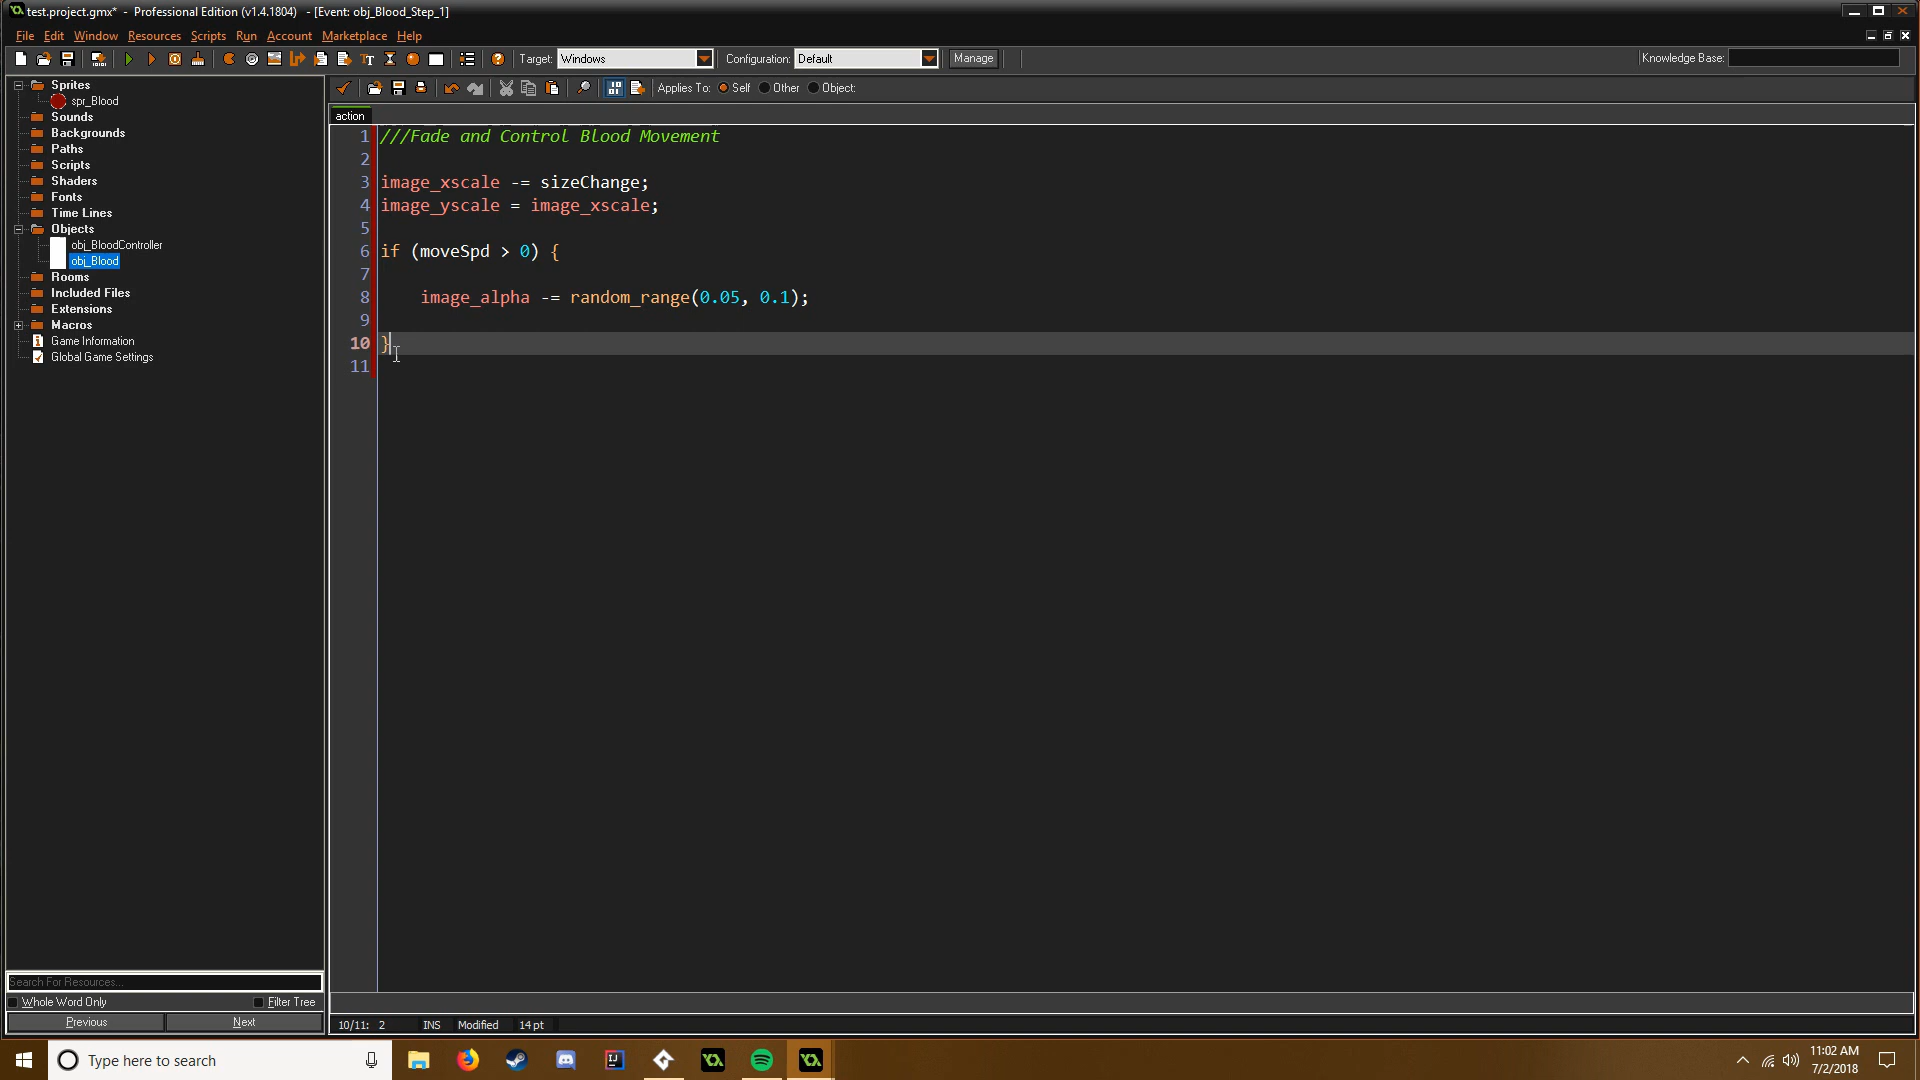 test.project.gmx* - Professional Edition (v1.4.1804) - [Event: obj_Blood_Step_1]
File Edit Window Resources Scripts Run Account Marketplace Help
Target: Windows Configuration: Default Manage Knowledge Base:
Applies To: Self Other Object:
Sprites
spr_Blood
Sounds
Backgrounds
Paths
Scripts
Shaders
Fonts
Time Lines
Objects
obj_BloodController
obj_Blood
Rooms
Included Files
Extensions
Macros
Game Information
Global Game Settings
action
1 ///Fade and Control Blood Movement
2
3 image_xscale -= sizeChange;
4 image_yscale = image_xscale;
5
6 if (moveSpd > 0) {
7
8 image_alpha -= random_range(0.05, 0.1);
9
10 }
11
Search For Resources...
Whole Word Only Filter Tree
Previous Next
10/11: 2 INS Modified 14 pt
Type here to search
11:02 AM
7/2/2018